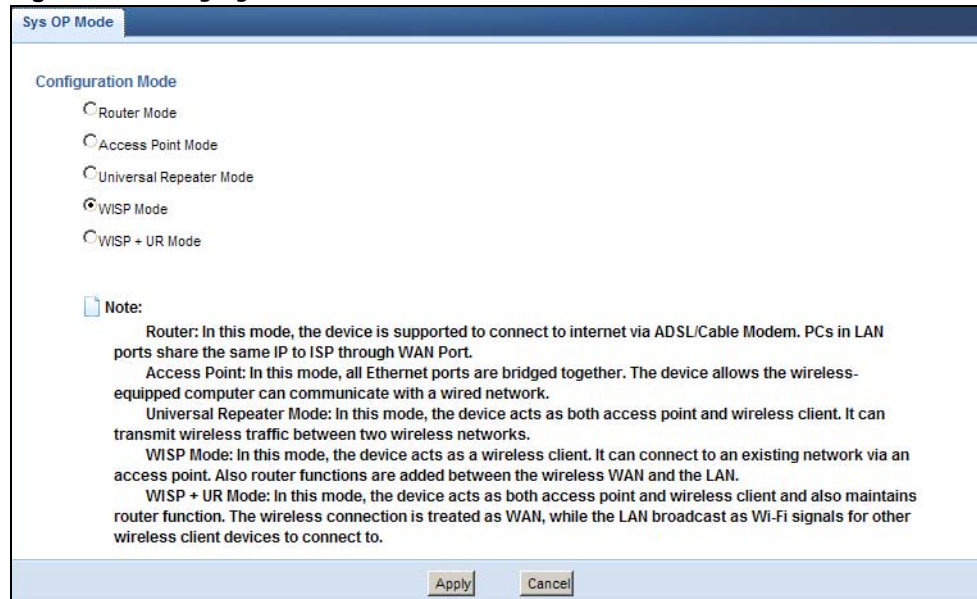 Sys OP Mode
Configuration Mode
Router Mode
Access Point Mode
Universal Repeater Mode
WISP Mode
WISP + UR Mode
Note:
Router: In this mode, the device is supported to connect to internet via ADSL/Cable Modem. PCs in LAN
ports share the same IP to ISP through WAN Port.
Access Point: In this mode, all Ethernet ports are bridged together. The device allows the wireless-
equipped computer can communicate with a wired network.
Universal Repeater Mode: In this mode, the device acts as both access point and wireless client. It can
transmit wireless traffic between two wireless networks.
WISP Mode: In this mode, the device acts as a wireless client. It can connect to an existing network via an
access point. Also router functions are added between the wireless WAN and the LAN.
WISP + UR Mode: In this mode, the device acts as both access point and wireless client and also maintains
router function. The wireless connection is treated as WAN, while the LAN broadcast as Wi-Fi signals for other
wireless client devices to connect to.
Apply Cancel